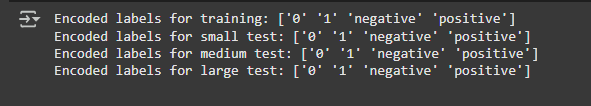 Encoded labels for training: ['0' '1' 'negative' 'positive']
Encoded labels for small test: ['0' '1' 'negative' 'positive']
Encoded labels for medium test: ['0' '1' 'negative' 'positive']
Encoded labels for large test: ['0' '1' 'negative' 'positive']